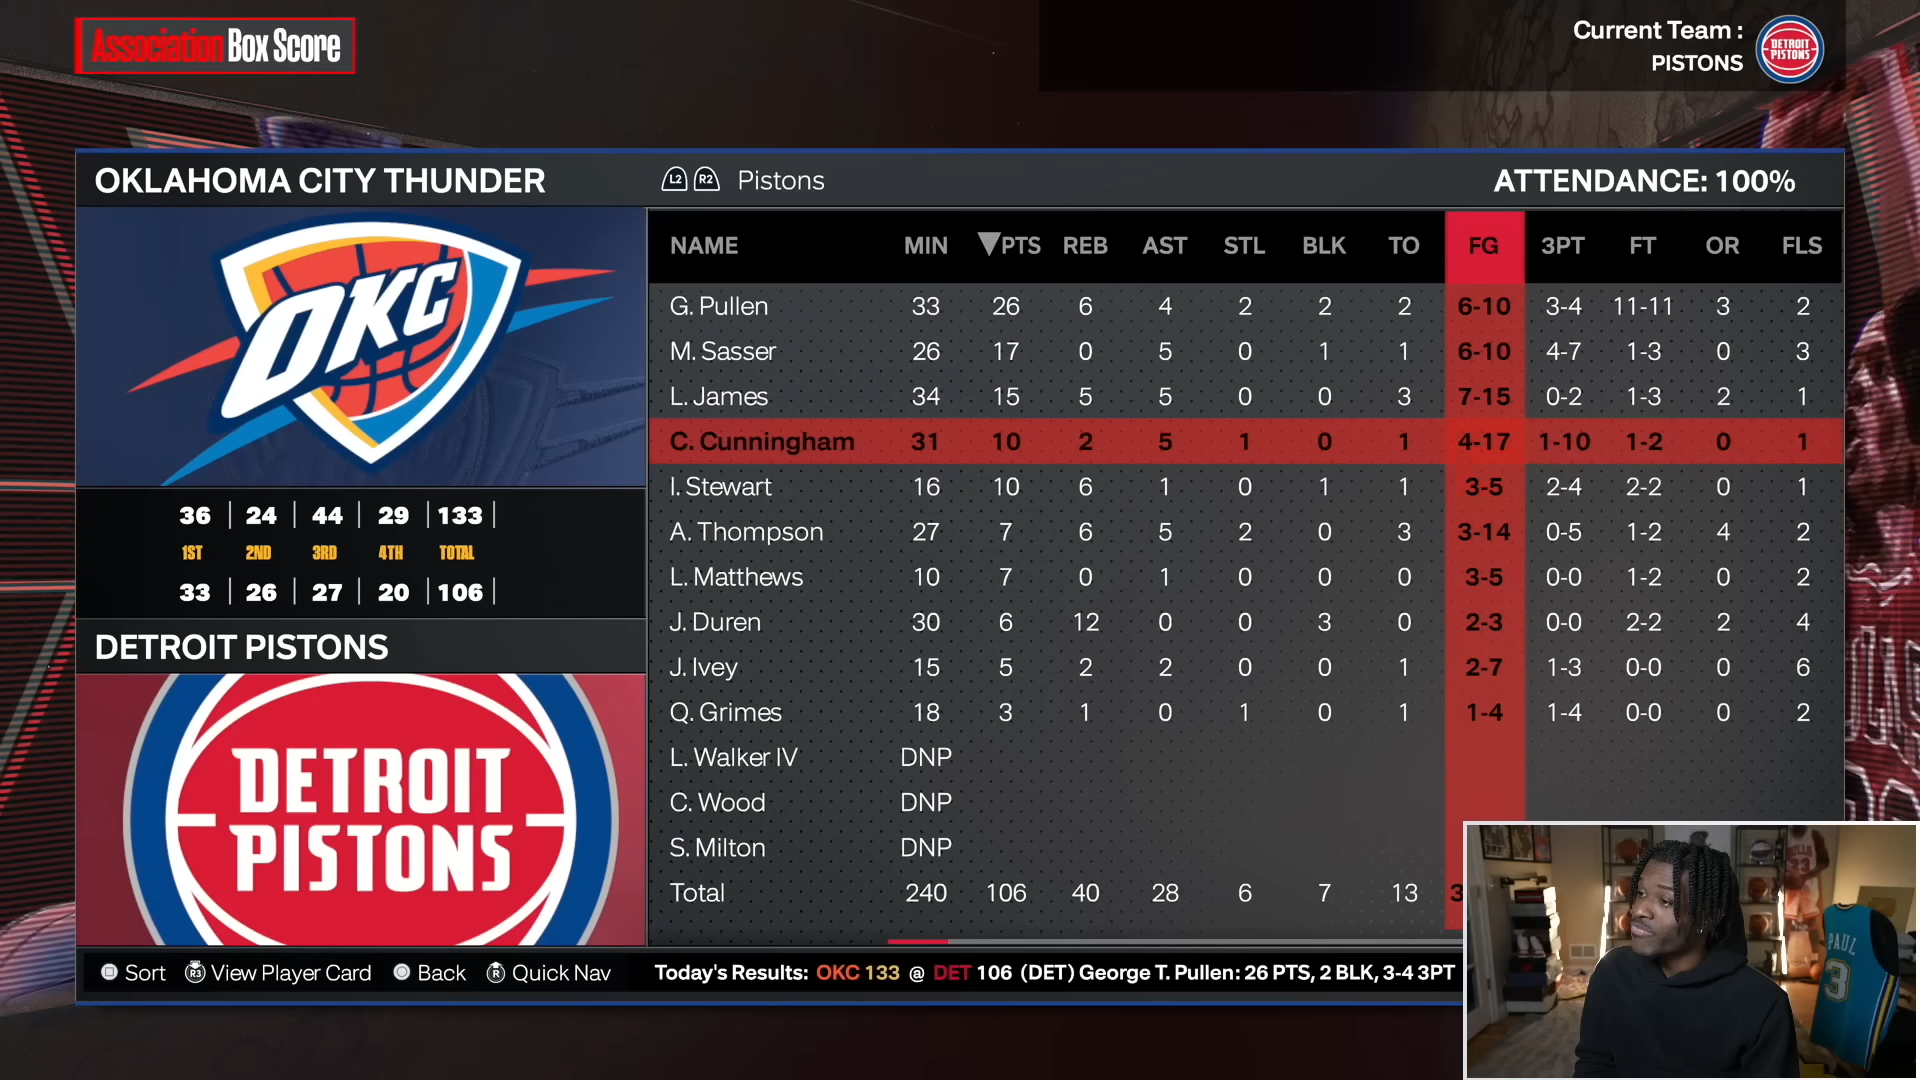 Association Box Score
Current Team :
PISTONS
DETROIT
PISTONS
OKLAHOMA CITY THUNDER
L2 R2 Pistons
ATTENDANCE: 100%
OKC
36 | 24 | 44 | 29 | 133 |
1ST 2ND 3RD 4TH TOTAL
33 | 26 | 27 | 20 | 106 |
DETROIT PISTONS
DETROIT
PISTONS
NAME MIN ▼PTS REB AST STL BLK TO FG 3PT FT OR FLS
G. Pullen 33 26 6 4 2 2 2 6-10 3-4 11-11 3 2
M. Sasser 26 17 0 5 0 1 1 6-10 4-7 1-3 0 3
L. James 34 15 5 5 0 0 3 7-15 0-2 1-3 2 1
C. Cunningham 31 10 2 5 1 0 1 4-17 1-10 1-2 0 1
I. Stewart 16 10 6 1 0 1 1 3-5 2-4 2-2 0 1
A. Thompson 27 7 6 5 2 0 3 3-14 0-5 1-2 4 2
L. Matthews 10 7 0 1 0 0 0 3-5 0-0 1-2 0 2
J. Duren 30 6 12 0 0 3 0 2-3 0-0 2-2 2 4
J. Ivey 15 5 2 2 0 0 1 2-7 1-3 0-0 0 6
Q. Grimes 18 3 1 0 1 0 1 1-4 1-4 0-0 0 2
L. Walker IV DNP
C. Wood DNP
S. Milton DNP
Total 240 106 40 28 6 7 13 3
Sort R3 View Player Card Back R Quick Nav
Today's Results: OKC 133 @ DET 106 (DET) George T. Pullen: 26 PTS, 2 BLK, 3-4 3PT
PAUL
3